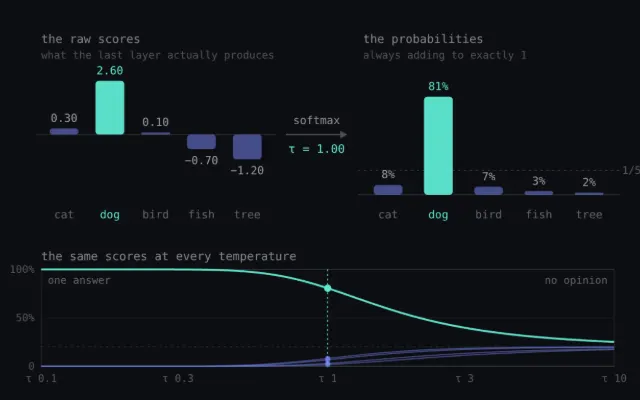 the raw scores
what the last layer actually produces
2.60
0.30
0.10
−0.70
−1.20
cat dog bird fish tree
softmax
τ = 1.00
the probabilities
always adding to exactly 1
81%
1/5
8%
7%
3%
2%
cat dog bird fish tree
the same scores at every temperature
100%
one answer
no opinion
50%
0
τ 0.1 τ 0.3 τ 1 τ 3 τ 10